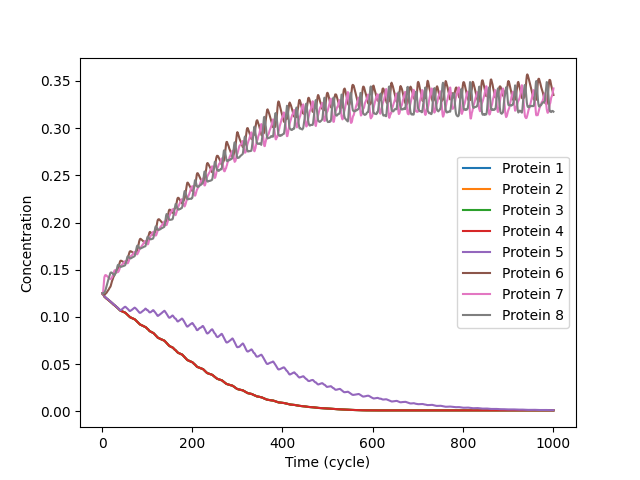 0.35
0.30
0.25
0.20
0.15
0.10
0.05
0.00
Concentration
0
200
400
600
800
1000
Time (cycle)
Protein 1
Protein 2
Protein 3
Protein 4
Protein 5
Protein 6
Protein 7
Protein 8